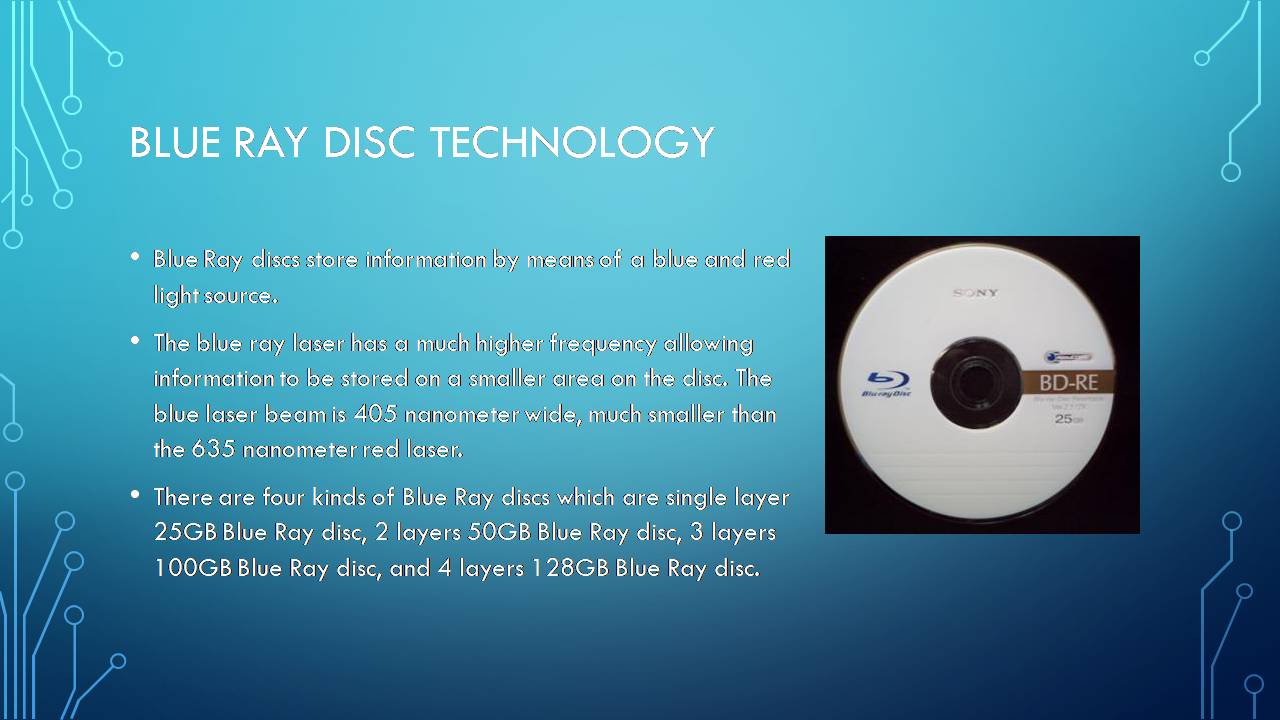 BLUE RAY DISC TECHNOLOGY
• Blue Ray discs store information by means of a blue and red
light source.
• The blue ray laser has a much higher frequency allowing
information to be stored on a smaller area on the disc. The
blue laser beam is 405 nanometer wide, much smaller than
the 635 nanometer red laser.
• There are four kinds of Blue Ray discs which are single layer
25GB Blue Ray disc, 2 layers 50GB Blue Ray disc, 3 layers
100GB Blue Ray disc, and 4 layers 128GB Blue Ray disc.
SONY
Blu-ray Disc
BD-RE
25GB